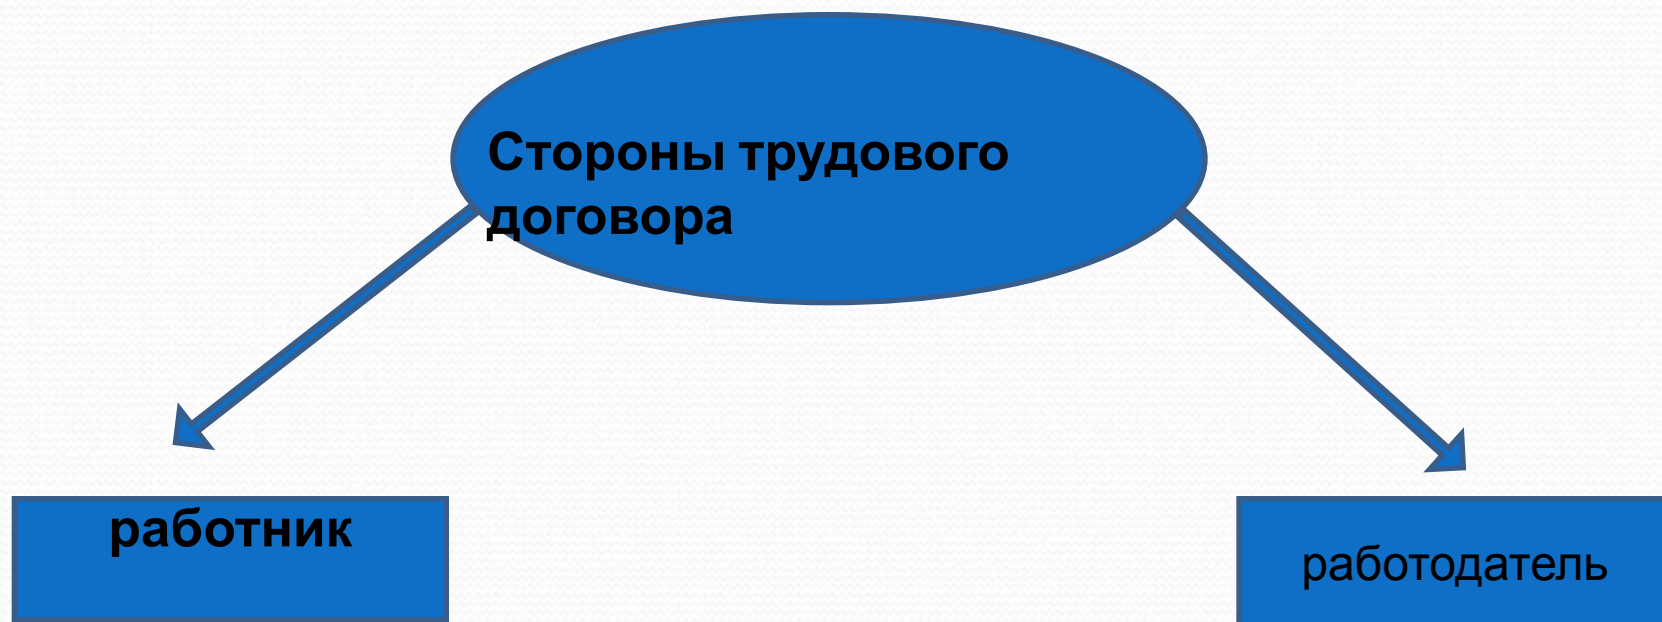 Стороны трудового
договора
работник
работодатель